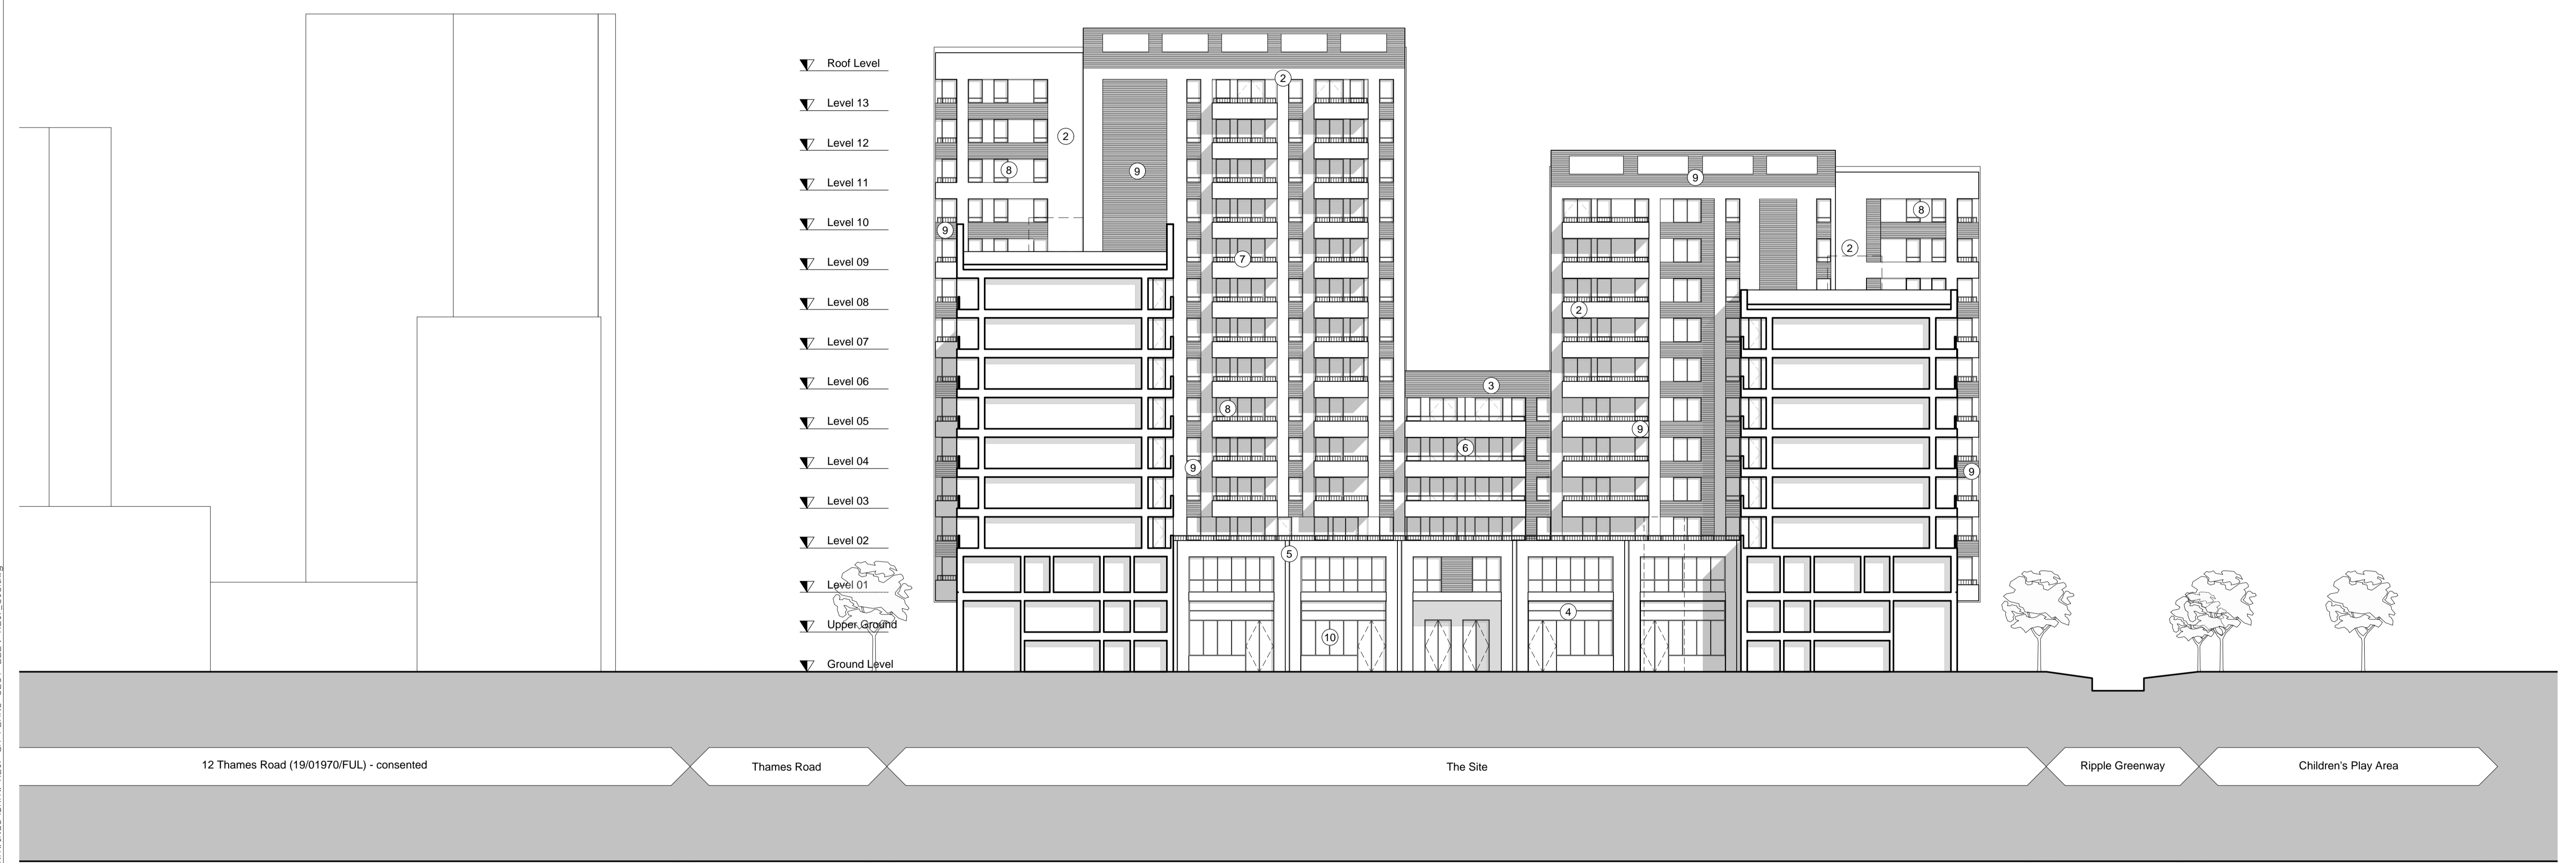 Roof Level
2
Level 13
2
Level 12
8
9
9
Level 11
8
Level 10
9
2
Level 09
7
Level 08
2
Level 07
Level 06
3
8
Level 05
9
6
Level 04
9
9
Level 03
Level 02
5
Level 01
4
Upper Ground
10
Ground Level
12 Thames Road (19/01970/FUL) - consented
Thames Road
The Site
Ripple Greenway
Children's Play Area